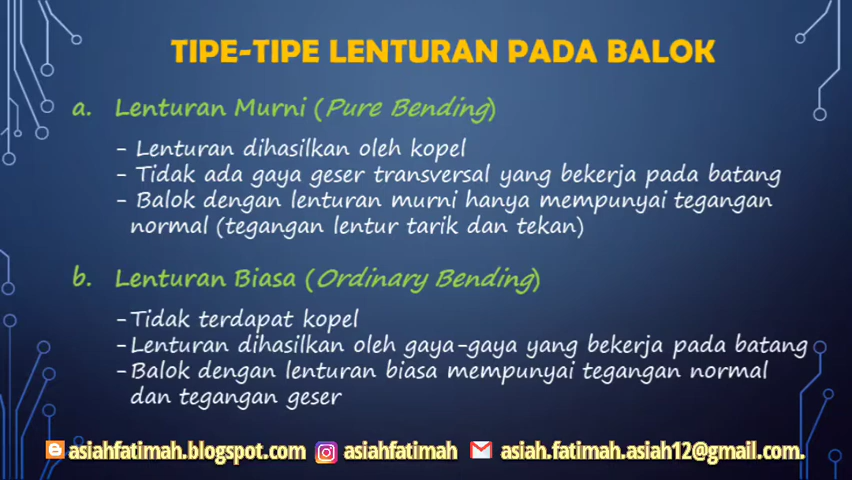 TIPE-TIPE LENTURAN PADA BALOK
a. Lenturan Murni (Pure Bending)
- Lenturan dihasilkan oleh kopel
- Tidak ada gaya geser transversal yang bekerja pada batang
- Balok dengan lenturan murni hanya mempunyai tegangan
normal (tegangan lentur tarik dan tekan)
b. Lenturan Biasa (Ordinary Bending)
-Tidak terdapat kopel
-Lenturan dihasilkan oleh gaya-gaya yang bekerja pada batang
-Balok dengan lenturan biasa mempunyai tegangan normal
dan tegangan geser
asiahfatimah.blogspot.com asiahfatimah asiah.fatimah.asiah12@gmail.com.